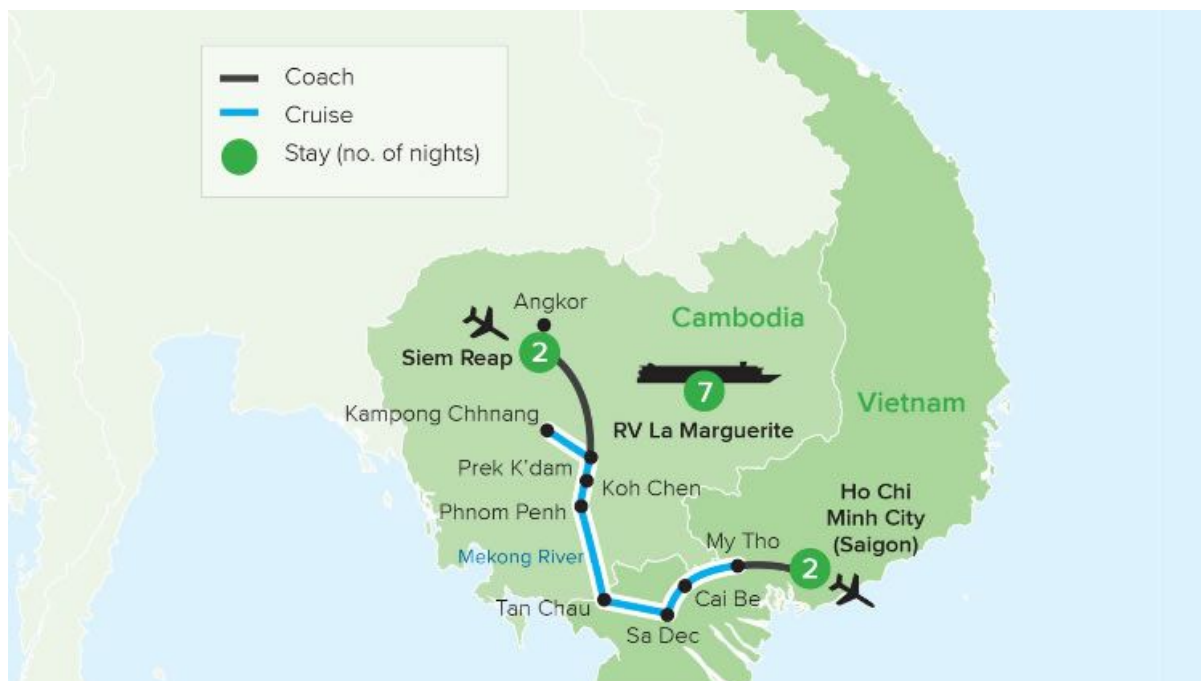 Coach
Cruise
Stay (no. of nights)
Angkor
Cambodia
Siem Reap
2
7
Kampong Chhnang
RV La Marguerite
Vietnam
Prek K'dam
Koh Chen
Phnom Penh
Ho Chi
Minh City
(Saigon)
My Tho
Mekong River
2
Tan Chau
Cai Be
Sa Dec